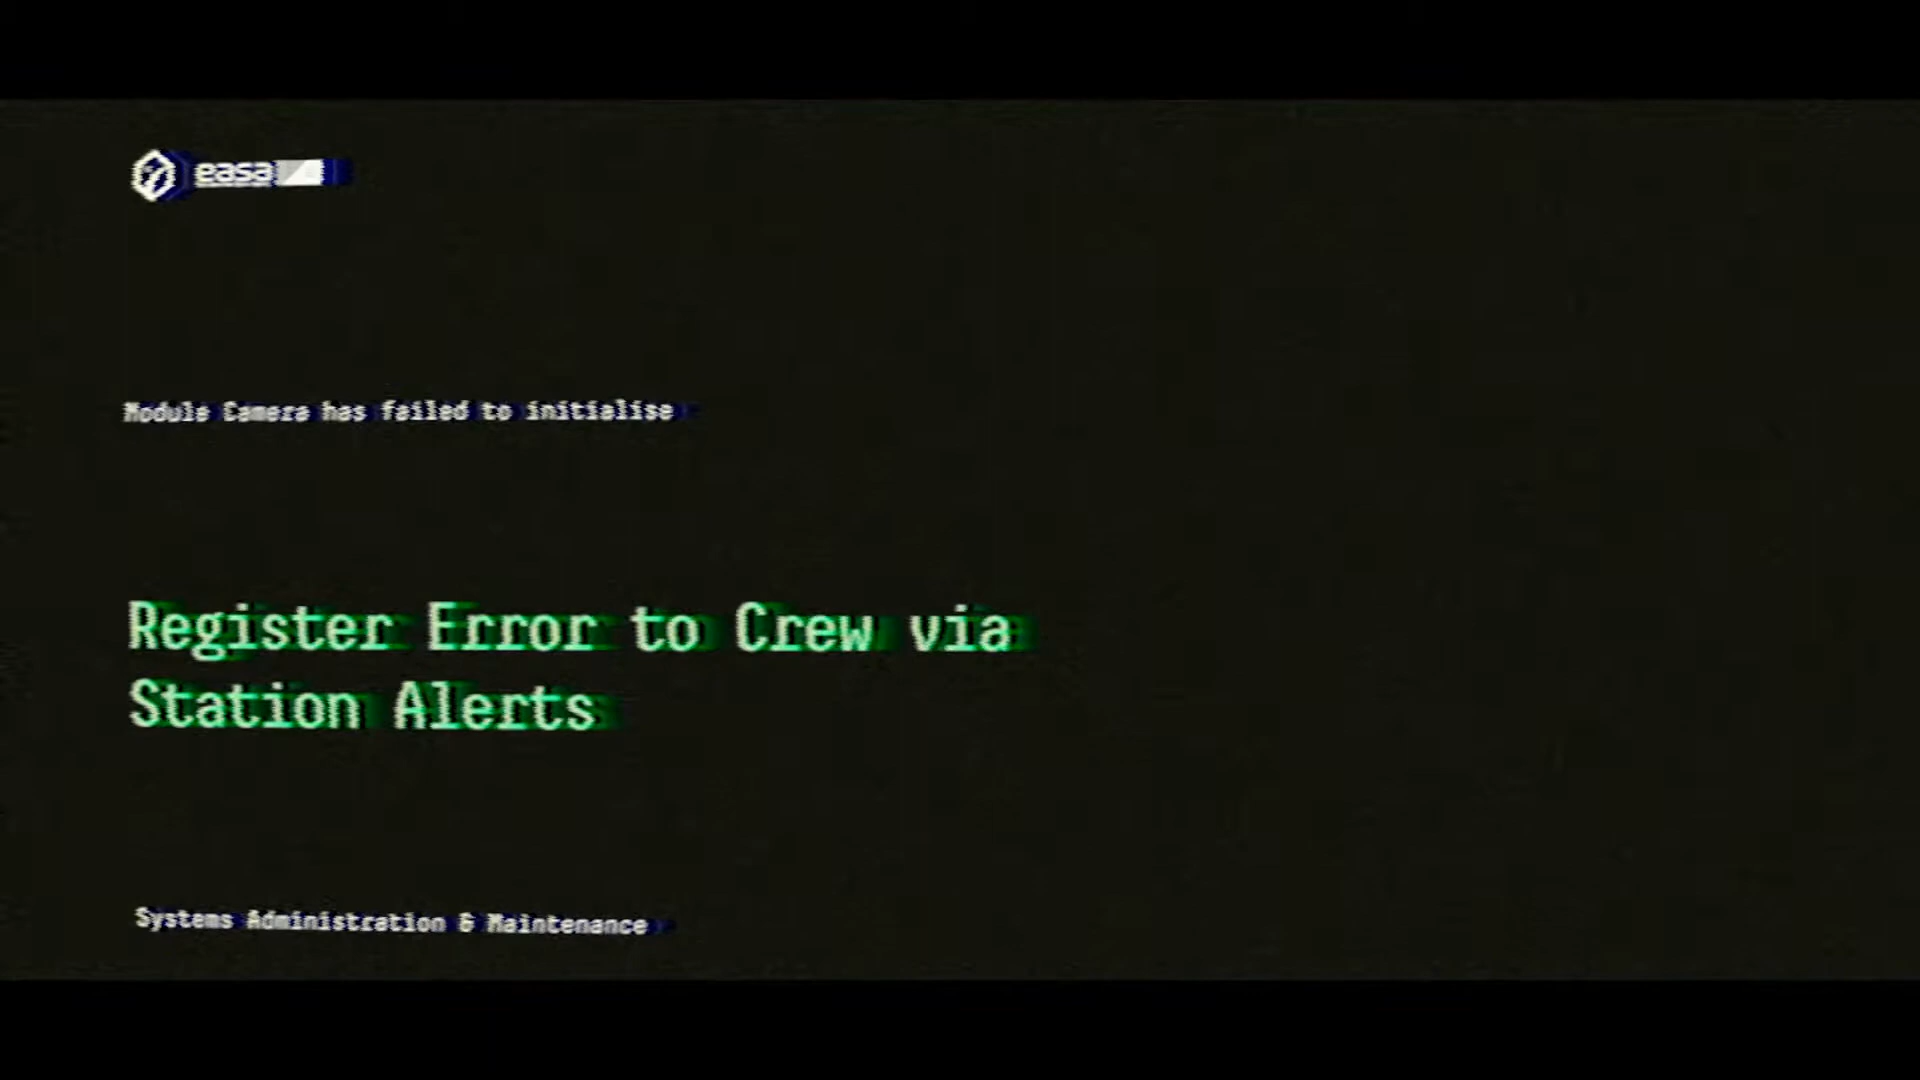 easa
Module Camera has failed to initialise
Register Error to Crew via
Station Alerts
Systems Administration & Maintenance